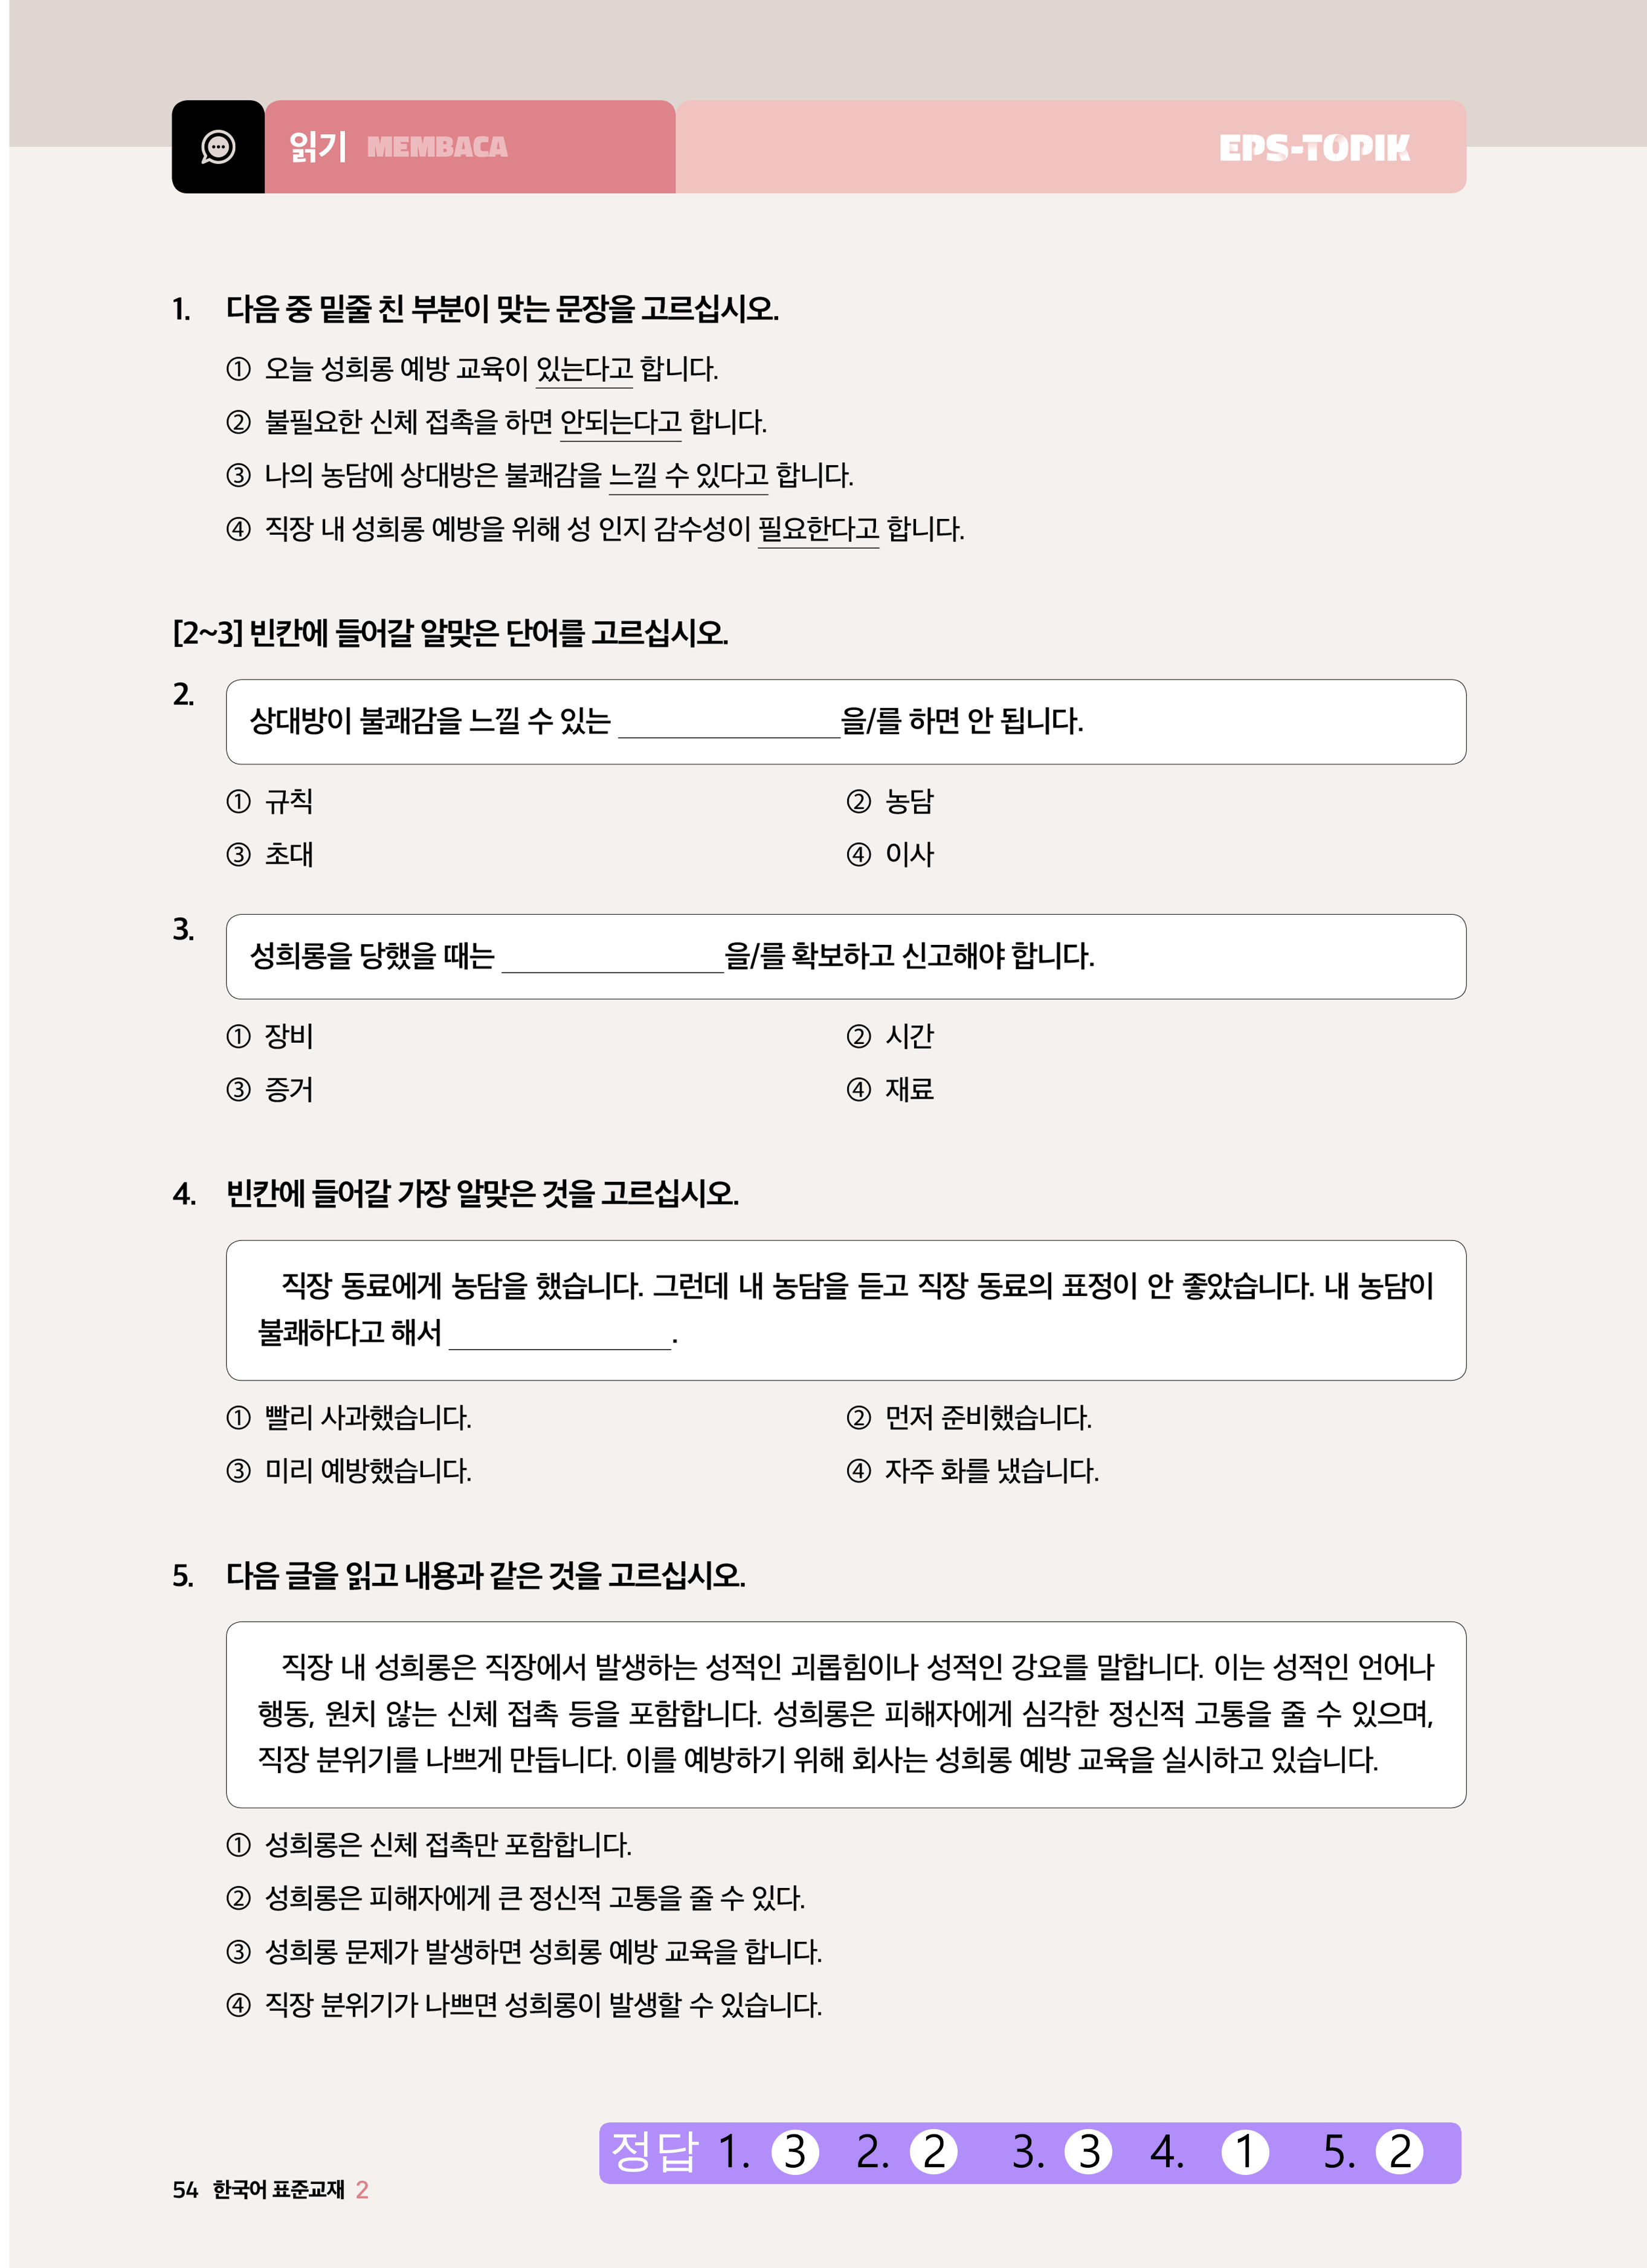 읽기 MEMBACA EPS-TOPIK
1. 다음 중 밑줄 친 부분이 맞는 문장을 고르십시오.
① 오늘 성희롱 예방 교육이 있는다고 합니다.
② 불필요한 신체 접촉을 하면 안되는다고 합니다.
③ 나의 농담에 상대방은 불쾌감을 느낄 수 있다고 합니다.
④ 직장 내 성희롱 예방을 위해 성 인지 감수성이 필요한다고 합니다.
[2~3] 빈칸에 들어갈 알맞은 단어를 고르십시오.
2. 상대방이 불쾌감을 느낄 수 있는 ____________을/를 하면 안 됩니다.
① 규칙 ② 농담
③ 초대 ④ 이사
3. 성희롱을 당했을 때는 ____________을/를 확보하고 신고해야 합니다.
① 장비 ② 시간
③ 증거 ④ 재료
4. 빈칸에 들어갈 가장 알맞은 것을 고르십시오.
직장 동료에게 농담을 했습니다. 그런데 내 농담을 듣고 직장 동료의 표정이 안 좋았습니다. 내 농담이
불쾌하다고 해서 ____________.
① 빨리 사과했습니다. ② 먼저 준비했습니다.
③ 미리 예방했습니다. ④ 자주 화를 냈습니다.
5. 다음 글을 읽고 내용과 같은 것을 고르십시오.
직장 내 성희롱은 직장에서 발생하는 성적인 괴롭힘이나 성적인 강요를 말합니다. 이는 성적인 언어나
행동, 원치 않는 신체 접촉 등을 포함합니다. 성희롱은 피해자에게 심각한 정신적 고통을 줄 수 있으며,
직장 분위기를 나쁘게 만듭니다. 이를 예방하기 위해 회사는 성희롱 예방 교육을 실시하고 있습니다.
① 성희롱은 신체 접촉만 포함합니다.
② 성희롱은 피해자에게 큰 정신적 고통을 줄 수 있다.
③ 성희롱 문제가 발생하면 성희롱 예방 교육을 합니다.
④ 직장 분위기가 나쁘면 성희롱이 발생할 수 있습니다.
정답 1. 3 2. 2 3. 3 4. 1 5. 2
54 한국어 표준교재 2